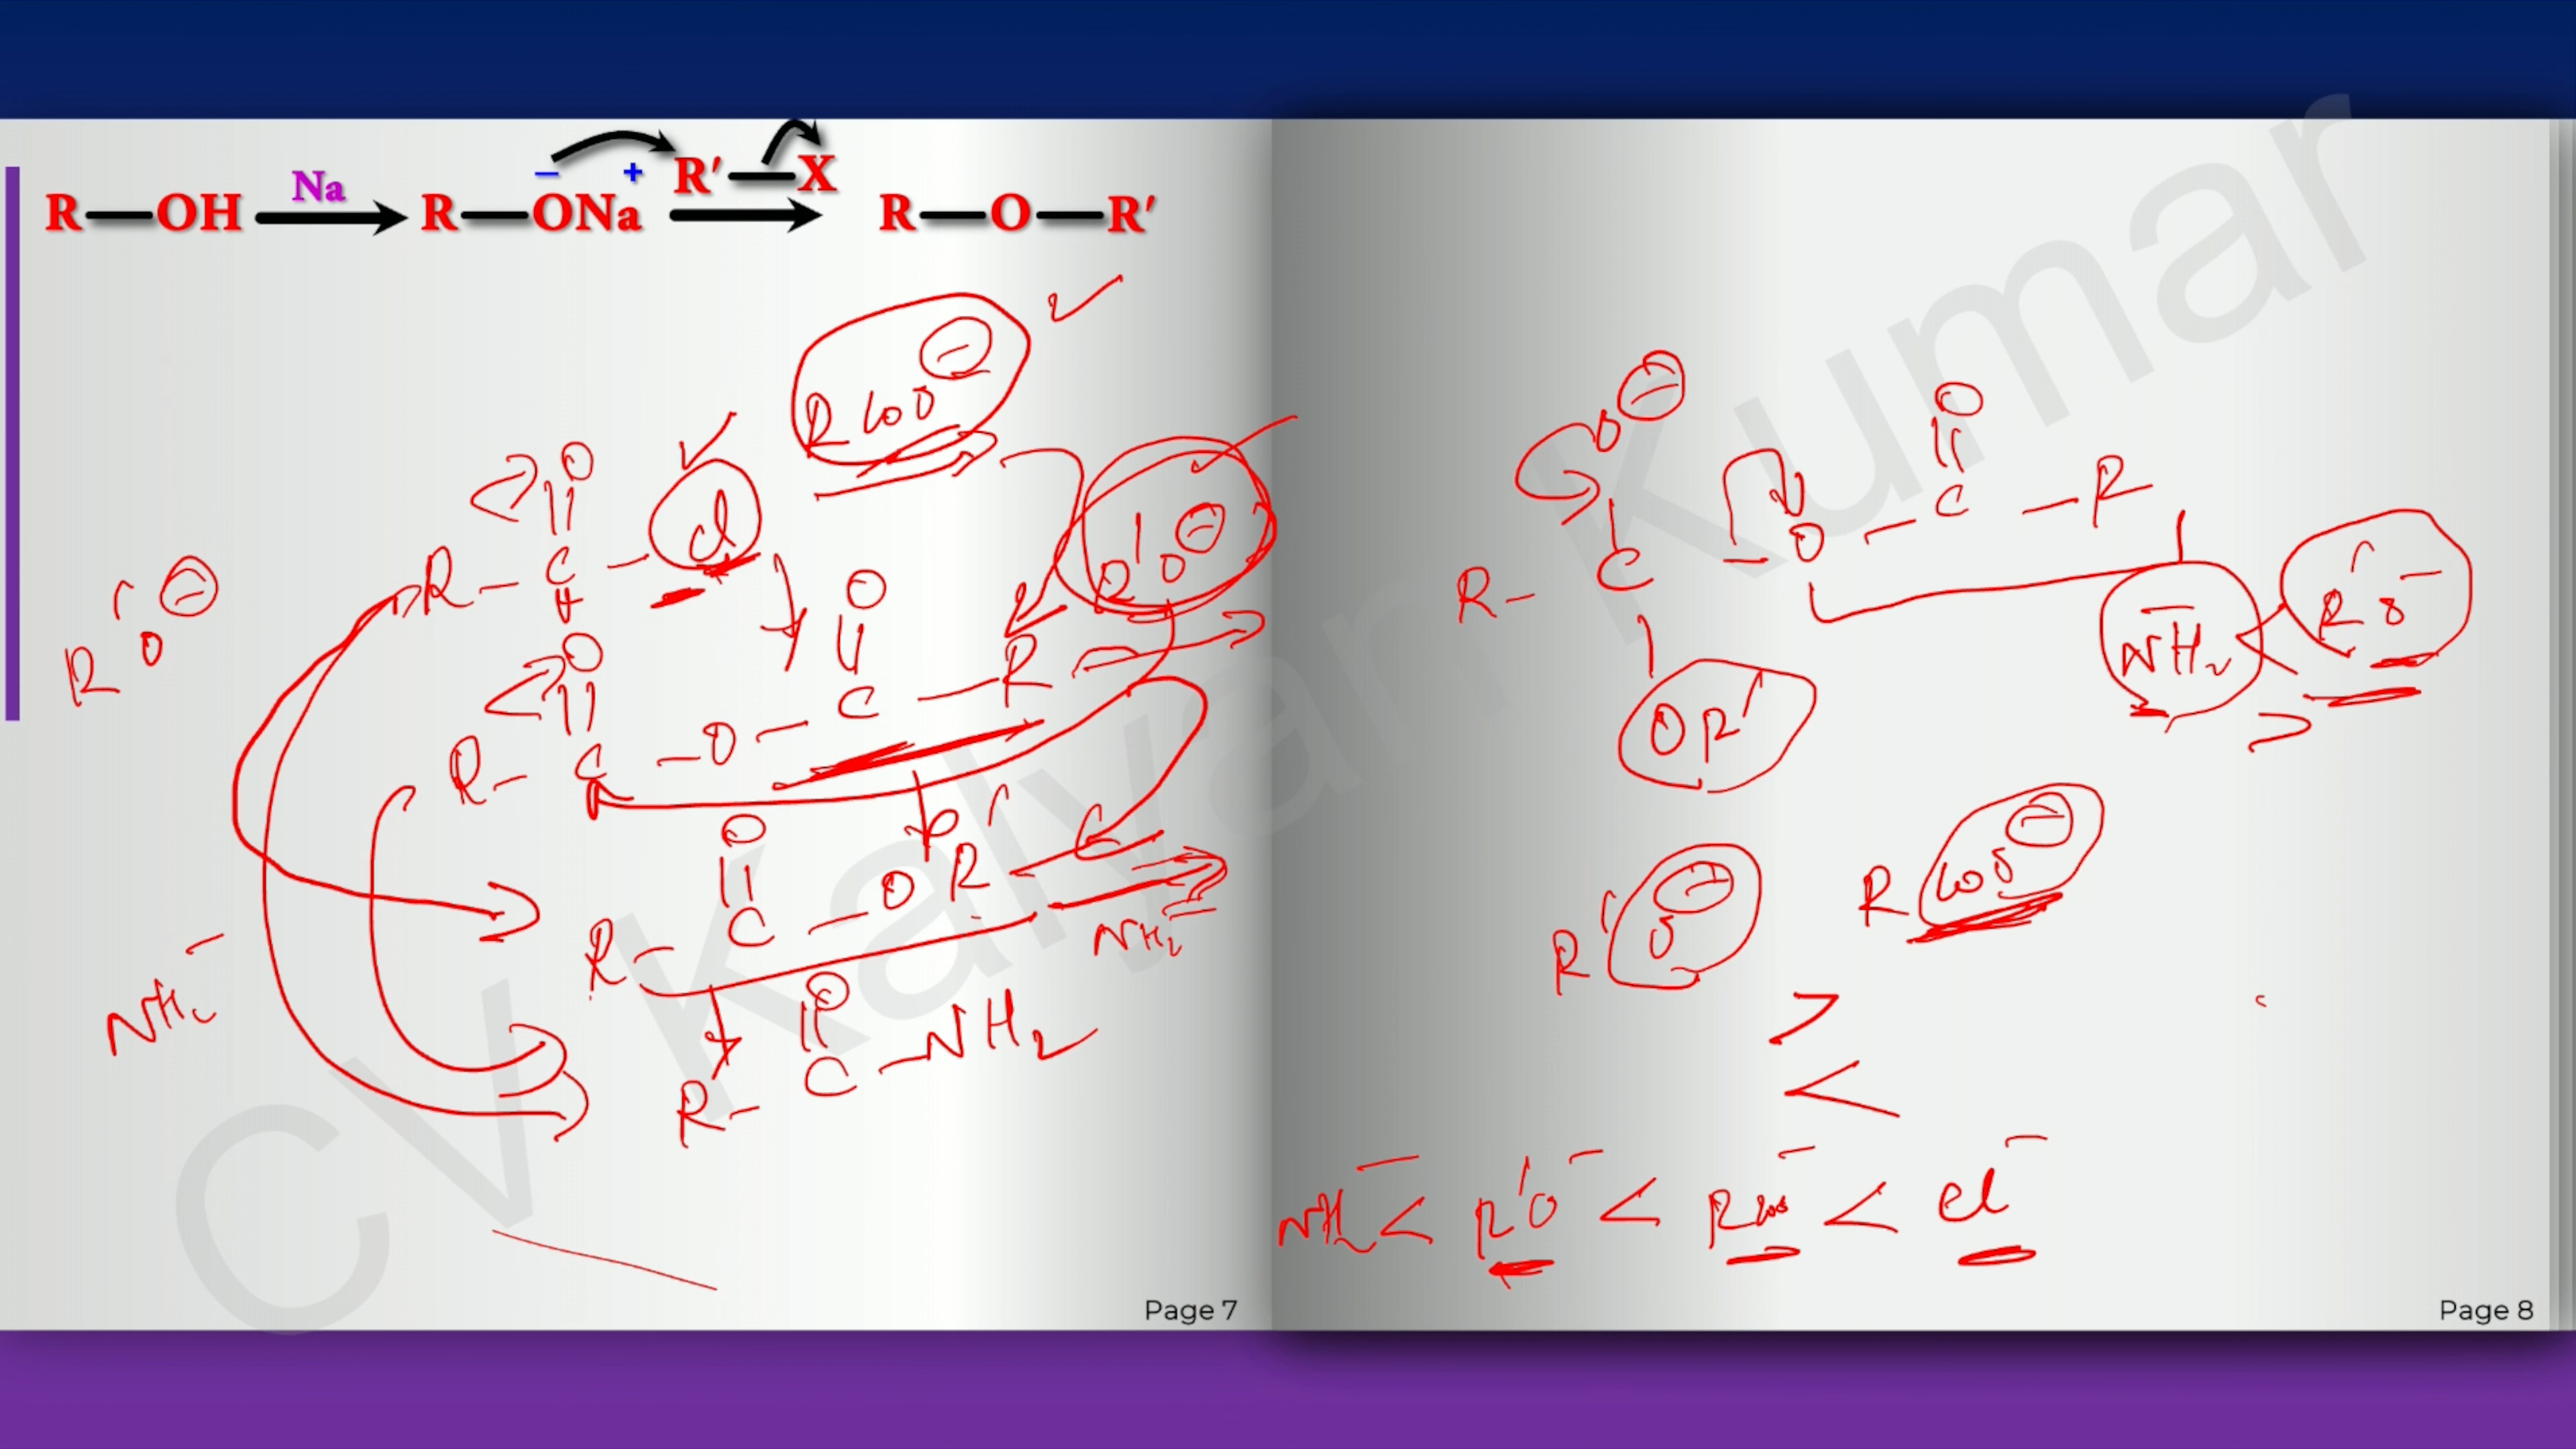 R—OH Na R—ONa R'—X R—O—R'
− +
RCOO⁻
O
R'O⁻ R—C—Cl R'O⁻
O O
R—C—O—C—R
O
R—C—OR'
NH₂⁻ NH₂⁻
O
R—C—NH₂
Page 7
O⁻ O
R—C—O—C—R
OR'
NH₂⁻ < R'O⁻
>
R'O⁻ RCOO⁻
>
<
NH₂⁻ < R'O⁻ < RCOO⁻ < Cl⁻
Page 8
CV Kalyan Kumar